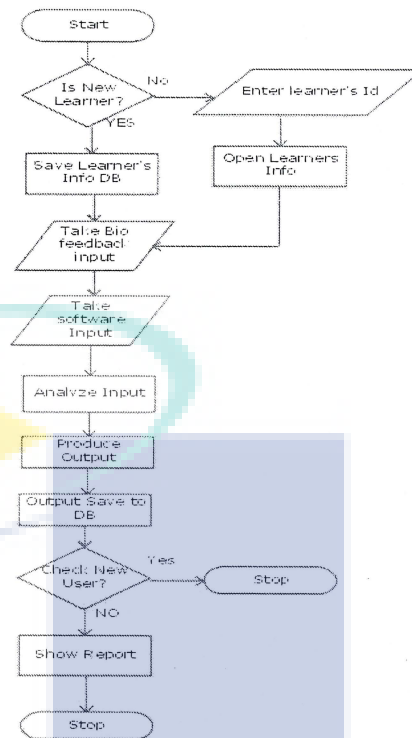 Start
Is New
Learner?
No
Enter learner's Id
YES
Save Learner's
Info DB
Open Learners
Info
Take Bio
feedback
input
Take
software
Input
Analyze Input
Produce
Output
Output Save to
DB
Check New
User?
Yes
Stop
NO
Show Report
Stop